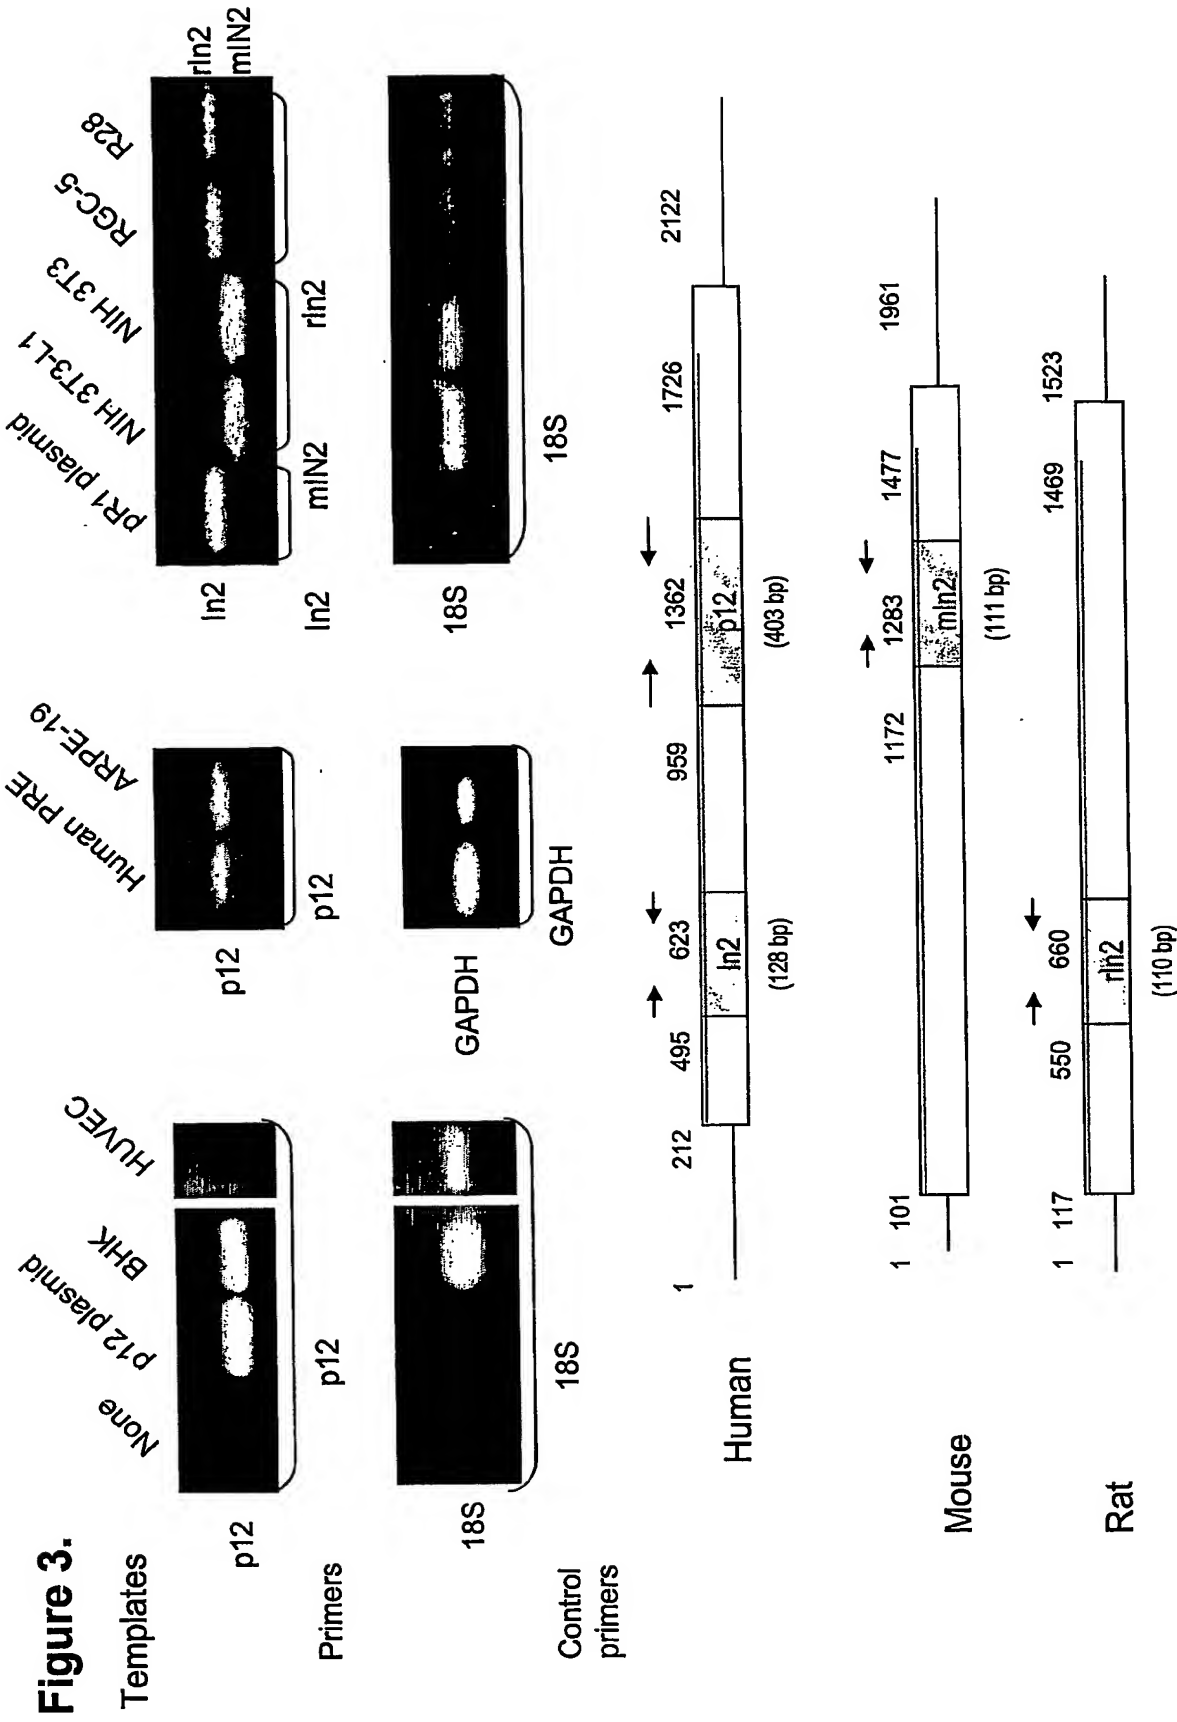 Figure 3.
Templates
None
p12 plasmid
BHK
HUVEC
Human PRE
ARPE-19
pR1 plasmid
NIH 3T3-L1
NIH 3T3
RGC-5
R28
p12
p12
In2
rIn2
mIN2
Primers
p12
p12
In2
mIN2
rIn2
18S
GAPDH
18S
Control
primers
18S
GAPDH
18S
Human
1
212
495
623
959
1362
1726
2122
In2
p12
(128 bp)
(403 bp)
Mouse
1
101
1172
1283
1477
1961
mIn2
(111 bp)
Rat
1
117
550
660
1469
1523
rIn2
(110 bp)